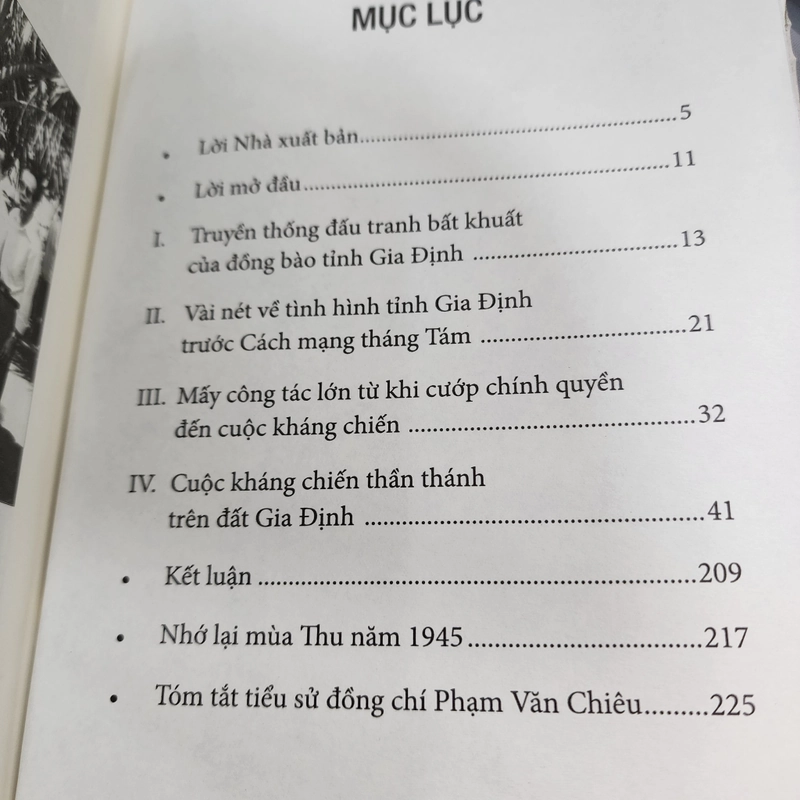 MỤC LỤC
• Lời Nhà xuất bản..............................5
• Lời mở đầu..............................11
I. Truyền thống đấu tranh bất khuất
của đồng bào tỉnh Gia Định ..............................13
II. Vài nét về tình hình tỉnh Gia Định
trước Cách mạng tháng Tám ..............................21
III. Mấy công tác lớn từ khi cướp chính quyền
đến cuộc kháng chiến ..............................32
IV. Cuộc kháng chiến thần thánh
trên đất Gia Định ..............................41
• Kết luận ..............................209
• Nhớ lại mùa Thu năm 1945..............................217
• Tóm tắt tiểu sử đồng chí Phạm Văn Chiêu.........225